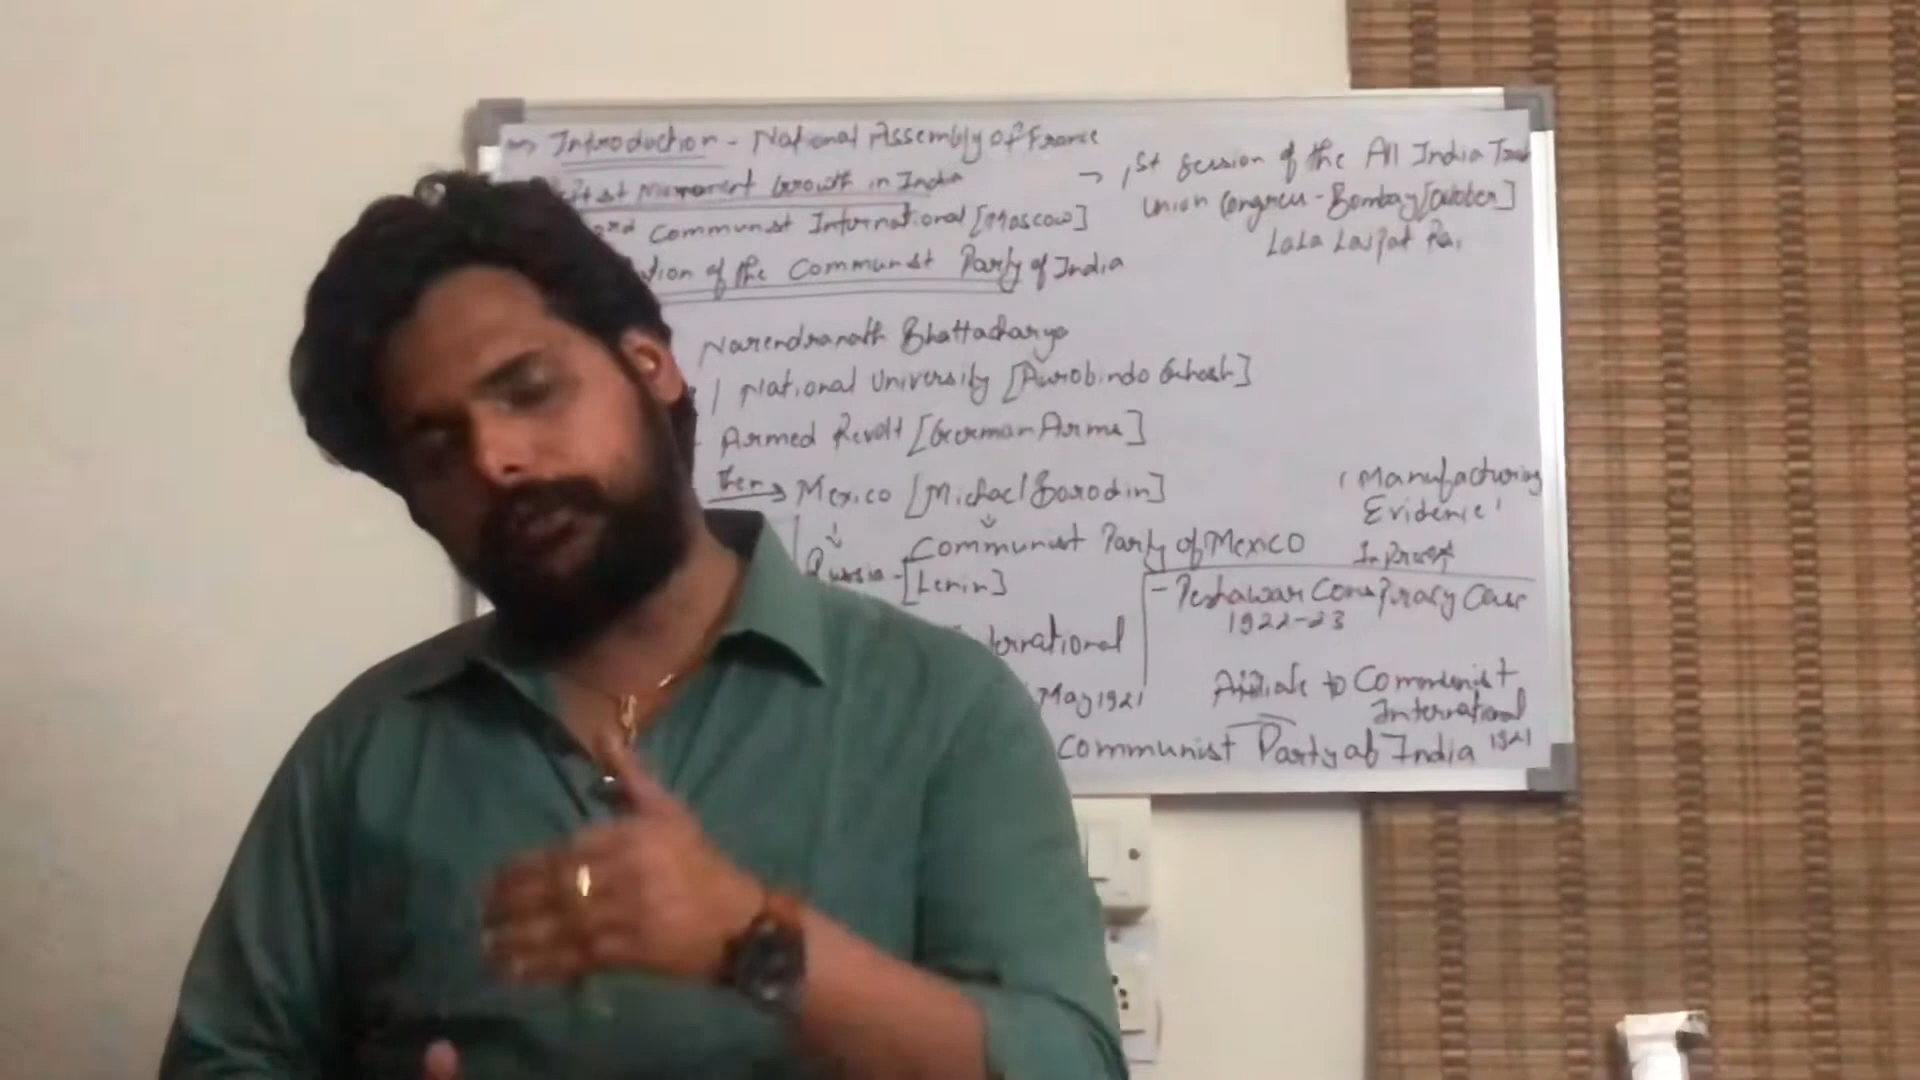 Introduction - National Assembly of France
Movement Growth in India
Communist International [Moscow]
of the Communist Party of India
→ 1st Session of the All India Trade
Union Congress - Bombay [October]
Lala Lajpat Rai
Narendranath Bhattacharya
National University [Aurobindo Ghosh]
Armed Revolt [German Arms]
then → Mexico [Michael Borodin]
Communist Party of Mexico
Russia - [Lenin]
ternational
May 1921
'Manufacturing
Evidence'
- Peshawar Conspiracy Case
1922-23
Affiliate to Communist
International
Communist Party of India 1921